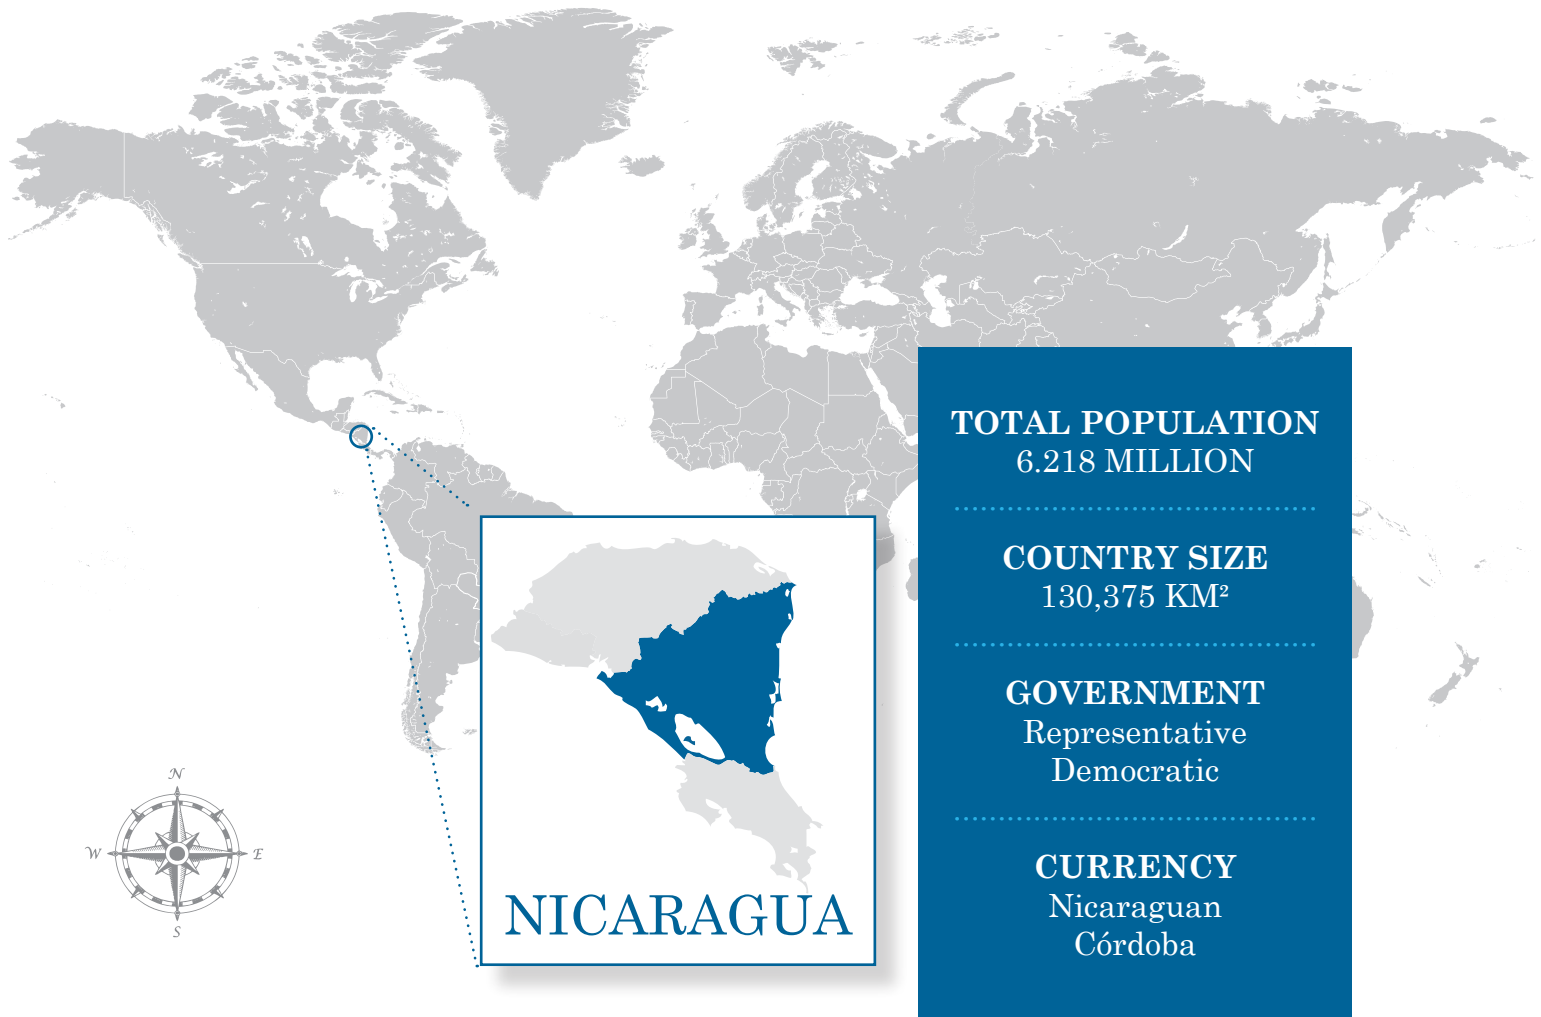 TOTAL POPULATION
6.218 MILLION
COUNTRY SIZE
130,375 KM²
GOVERNMENT
Representative
Democratic
CURRENCY
Nicaraguan
Córdoba
NICARAGUA
N
W
E
S